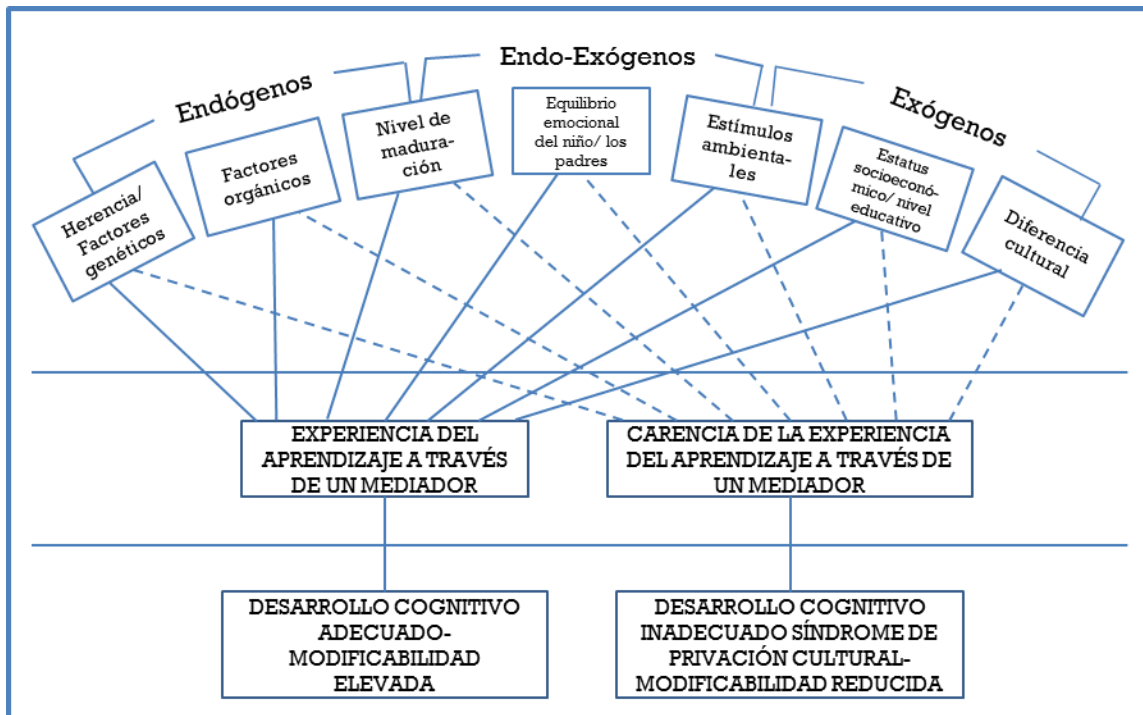 Endógenos
Endo-Exógenos
Exógenos
Herencia/
Factores
genéticos
Factores
orgánicos
Nivel de
madura-
ción
Equilibrio
emocional
del niño/ los
padres
Estímulos
ambienta-
les
Estatus
socioeconó-
mico/ nivel
educativo
Diferencia
cultural
EXPERIENCIA DEL
APRENDIZAJE A TRAVÉS
DE UN MEDIADOR
CARENCIA DE LA EXPERIENCIA
DEL APRENDIZAJE A TRAVÉS DE
UN MEDIADOR
DESARROLLO COGNITIVO
ADECUADO-
MODIFICABILIDAD
ELEVADA
DESARROLLO COGNITIVO
INADECUADO SÍNDROME DE
PRIVACIÓN CULTURAL-
MODIFICABILIDAD REDUCIDA